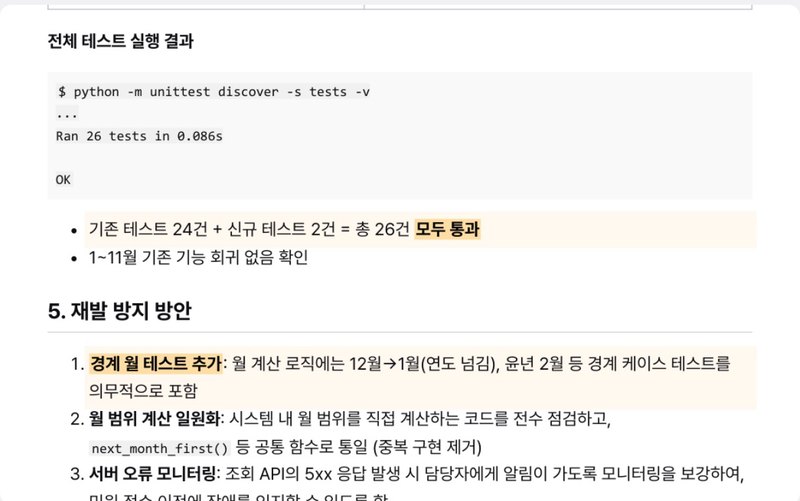 전체 테스트 실행 결과
$ python -m unittest discover -s tests -v
...
Ran 26 tests in 0.086s
OK
• 기존 테스트 24건 + 신규 테스트 2건 = 총 26건 모두 통과
• 1~11월 기존 기능 회귀 없음 확인
5. 재발 방지 방안
1. 경계 월 테스트 추가: 월 계산 로직에는 12월→1월(연도 넘김), 윤년 2월 등 경계 케이스 테스트를
의무적으로 포함
2. 월 범위 계산 일원화: 시스템 내 월 범위를 직접 계산하는 코드를 전수 점검하고,
next_month_first() 등 공통 함수로 통일 (중복 구현 제거)
3. 서버 오류 모니터링: 조회 API의 5xx 응답 발생 시 담당자에게 알림이 가도록 모니터링을 보강하여,